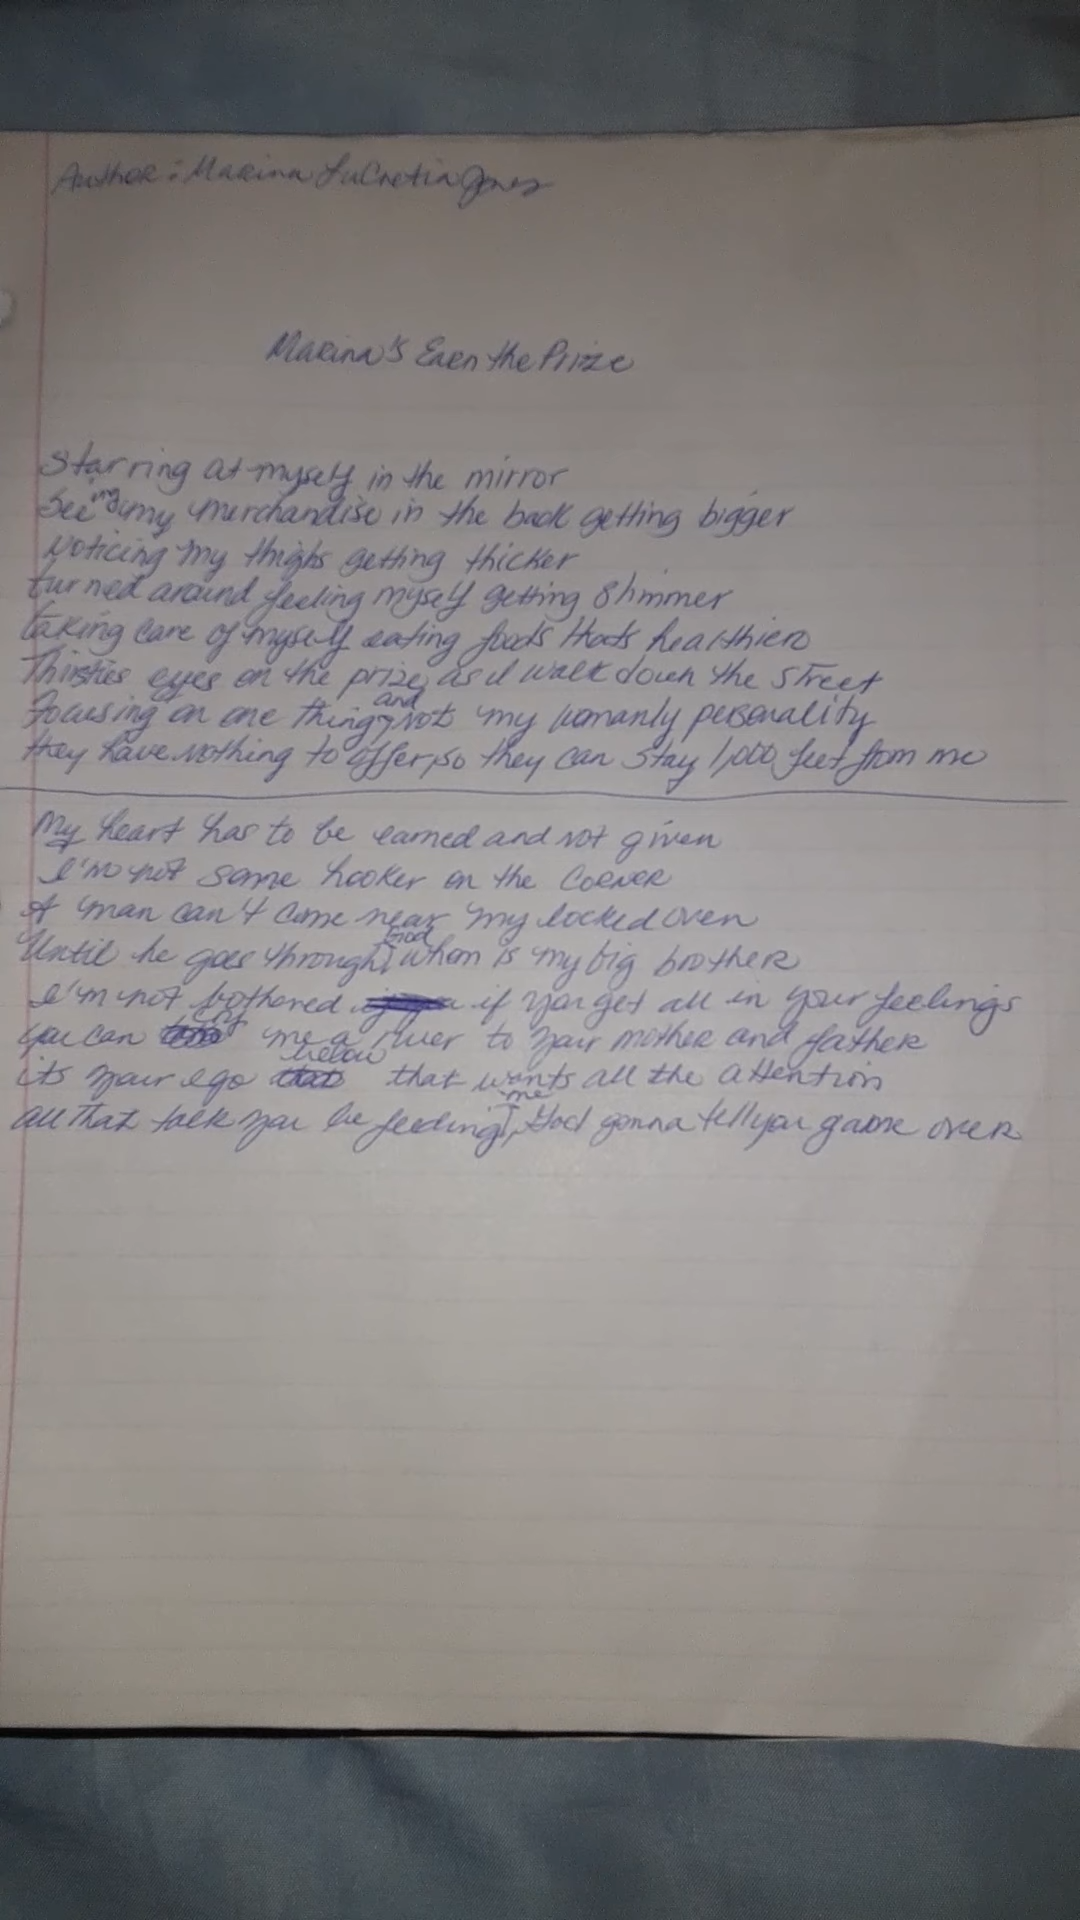 Author: Marina LuCretia Jones
Marina's Earn the Prize
Starring at myself in the mirror
Seeing my merchandise in the back getting bigger
Noticing my thighs getting thicker
turned around feeling myself getting slimmer
taking care of myself eating foods thats healthier
Thirsties eyes on the prize as I walk down the street
focusing on one thing and not my womanly personality
they have nothing to offer, so they can stay 1,000 feet from me
My heart has to be earned and not given
I'm not some hooker on the corner
A man can't come near my locked oven
Until he goes through God whom is my big brother
I'm not bothered if you get all in your feelings
you can cry me a river to your mother and father
its your ego below that wants all the attention
all that talk you be feeding me, God gonna tell you game over